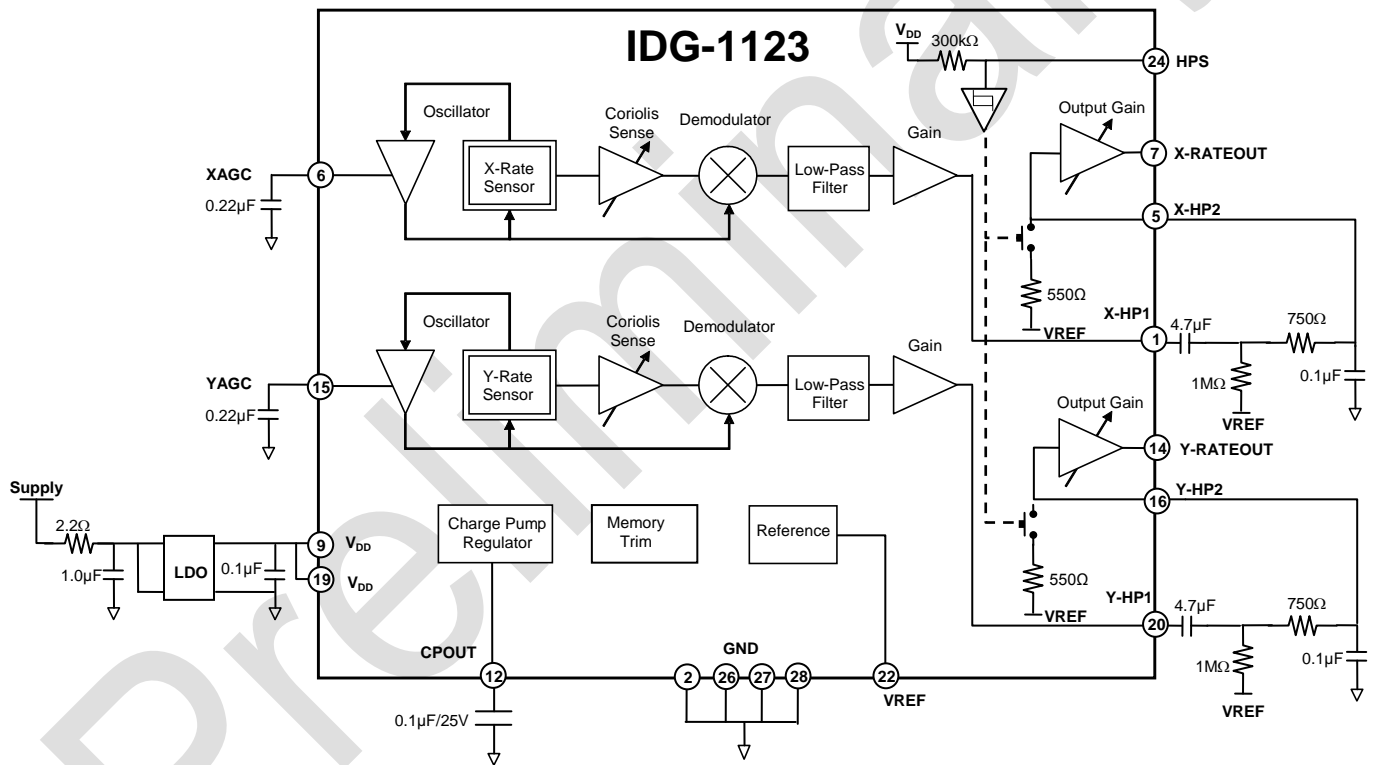 IDG-1123
V_DD
300kΩ
24
HPS
Oscillator
Coriolis
Sense
Demodulator
Gain
Output Gain
XAGC
6
X-Rate
Sensor
Low-Pass
Filter
7
X-RATEOUT
0.22µF
5
X-HP2
550Ω
VREF
X-HP1
1
4.7µF
750Ω
1MΩ
0.1µF
VREF
Oscillator
Coriolis
Sense
Demodulator
Gain
YAGC
15
Y-Rate
Sensor
Low-Pass
Filter
0.22µF
Output Gain
14
Y-RATEOUT
16
Y-HP2
Supply
2.2Ω
1.0µF
LDO
0.1µF
9
V_DD
19
V_DD
Charge Pump
Regulator
Memory
Trim
Reference
550Ω
VREF
Y-HP1
20
4.7µF
750Ω
1MΩ
0.1µF
VREF
CPOUT
12
0.1µF/25V
GND
2
26
27
28
22
VREF
Preliminar